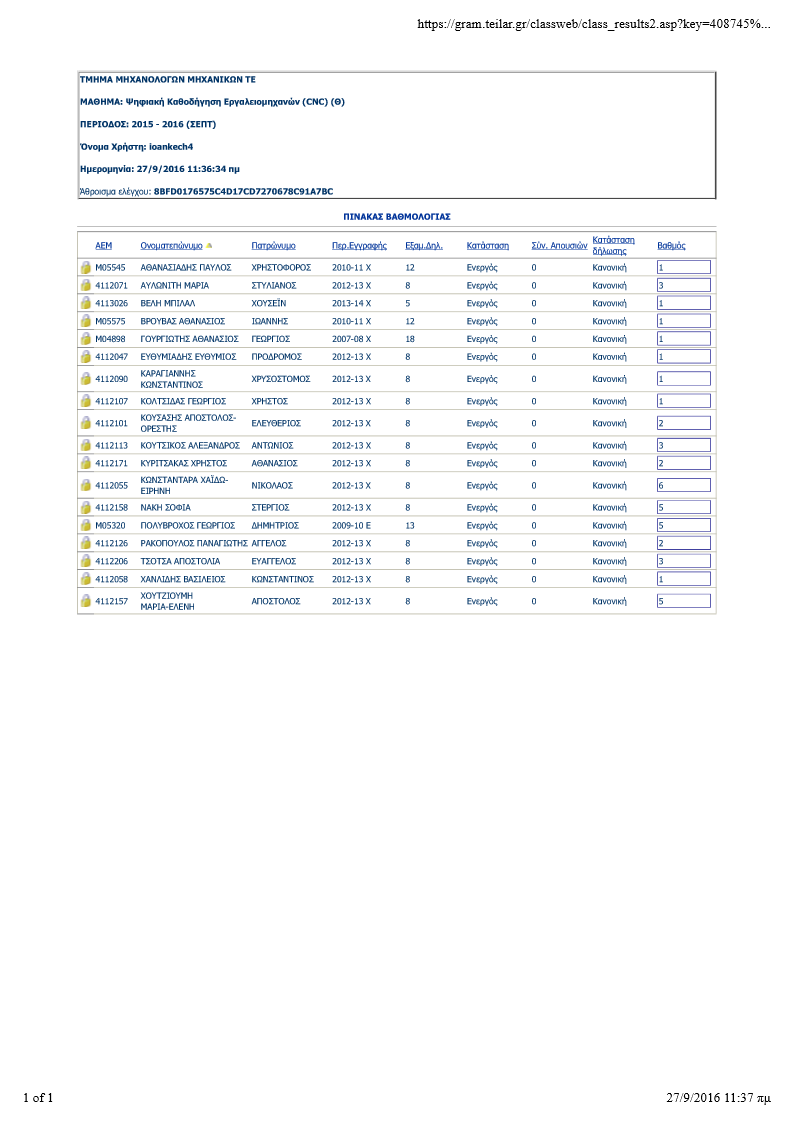 https://gram.teilar.gr/classweb/class_results2.asp?key=408745%...
ΤΜΗΜΑ ΜΗΧΑΝΟΛΟΓΩΝ ΜΗΧΑΝΙΚΩΝ ΤΕ
ΜΑΘΗΜΑ: Ψηφιακή Καθοδήγηση Εργαλειομηχανών (CNC) (Θ)
ΠΕΡΙΟΔΟΣ: 2015 - 2016 (ΣΕΠΤ)
Όνομα Χρήστη: ioankech4
Ημερομηνία: 27/9/2016 11:36:34 πμ
Άθροισμα ελέγχου: 8BFD0176575C4D17CD7270678C91A7BC
ΠΙΝΑΚΑΣ ΒΑΘΜΟΛΟΓΙΑΣ
ΑΕΜ Ονοματεπώνυμο Πατρώνυμο Περ.Εγγραφής Εξαμ.Δηλ. Κατάσταση Σύν. Απουσιών Κατάσταση δήλωσης Βαθμός
Μ05545 ΑΘΑΝΑΣΙΑΔΗΣ ΠΑΥΛΟΣ ΧΡΗΣΤΟΦΟΡΟΣ 2010-11 Χ 12 Ενεργός 0 Κανονική 1
4112071 ΑΥΛΩΝΙΤΗ ΜΑΡΙΑ ΣΤΥΛΙΑΝΟΣ 2012-13 Χ 8 Ενεργός 0 Κανονική 3
4113026 ΒΕΛΗ ΜΠΙΛΑΛ ΧΟΥΣΕΪΝ 2013-14 Χ 5 Ενεργός 0 Κανονική 1
Μ05575 ΒΡΟΥΒΑΣ ΑΘΑΝΑΣΙΟΣ ΙΩΑΝΝΗΣ 2010-11 Χ 12 Ενεργός 0 Κανονική 1
Μ04898 ΓΟΥΡΓΙΩΤΗΣ ΑΘΑΝΑΣΙΟΣ ΓΕΩΡΓΙΟΣ 2007-08 Χ 18 Ενεργός 0 Κανονική 1
4112047 ΕΥΘΥΜΙΑΔΗΣ ΕΥΘΥΜΙΟΣ ΠΡΟΔΡΟΜΟΣ 2012-13 Χ 8 Ενεργός 0 Κανονική 1
4112090 ΚΑΡΑΓΙΑΝΝΗΣ ΚΩΝΣΤΑΝΤΙΝΟΣ ΧΡΥΣΟΣΤΟΜΟΣ 2012-13 Χ 8 Ενεργός 0 Κανονική 1
4112107 ΚΟΛΤΣΙΔΑΣ ΓΕΩΡΓΙΟΣ ΧΡΗΣΤΟΣ 2012-13 Χ 8 Ενεργός 0 Κανονική 1
4112101 ΚΟΥΣΑΣΗΣ ΑΠΟΣΤΟΛΟΣ-ΟΡΕΣΤΗΣ ΕΛΕΥΘΕΡΙΟΣ 2012-13 Χ 8 Ενεργός 0 Κανονική 2
4112113 ΚΟΥΤΣΙΚΟΣ ΑΛΕΞΑΝΔΡΟΣ ΑΝΤΩΝΙΟΣ 2012-13 Χ 8 Ενεργός 0 Κανονική 3
4112171 ΚΥΡΙΤΣΑΚΑΣ ΧΡΗΣΤΟΣ ΑΘΑΝΑΣΙΟΣ 2012-13 Χ 8 Ενεργός 0 Κανονική 2
4112055 ΚΩΝΣΤΑΝΤΑΡΑ ΧΑΪΔΩ-ΕΙΡΗΝΗ ΝΙΚΟΛΑΟΣ 2012-13 Χ 8 Ενεργός 0 Κανονική 6
4112158 ΝΑΚΗ ΣΟΦΙΑ ΣΤΕΡΓΙΟΣ 2012-13 Χ 8 Ενεργός 0 Κανονική 5
Μ05320 ΠΟΛΥΒΡΟΧΟΣ ΓΕΩΡΓΙΟΣ ΔΗΜΗΤΡΙΟΣ 2009-10 Ε 13 Ενεργός 0 Κανονική 5
4112126 ΡΑΚΟΠΟΥΛΟΣ ΠΑΝΑΓΙΩΤΗΣ ΑΓΓΕΛΟΣ 2012-13 Χ 8 Ενεργός 0 Κανονική 2
4112206 ΤΣΟΤΣΑ ΑΠΟΣΤΟΛΙΑ ΕΥΑΓΓΕΛΟΣ 2012-13 Χ 8 Ενεργός 0 Κανονική 3
4112058 ΧΑΝΛΙΔΗΣ ΒΑΣΙΛΕΙΟΣ ΚΩΝΣΤΑΝΤΙΝΟΣ 2012-13 Χ 8 Ενεργός 0 Κανονική 1
4112157 ΧΟΥΤΖΙΟΥΜΗ ΜΑΡΙΑ-ΕΛΕΝΗ ΑΠΟΣΤΟΛΟΣ 2012-13 Χ 8 Ενεργός 0 Κανονική 5
1 of 1 27/9/2016 11:37 πμ